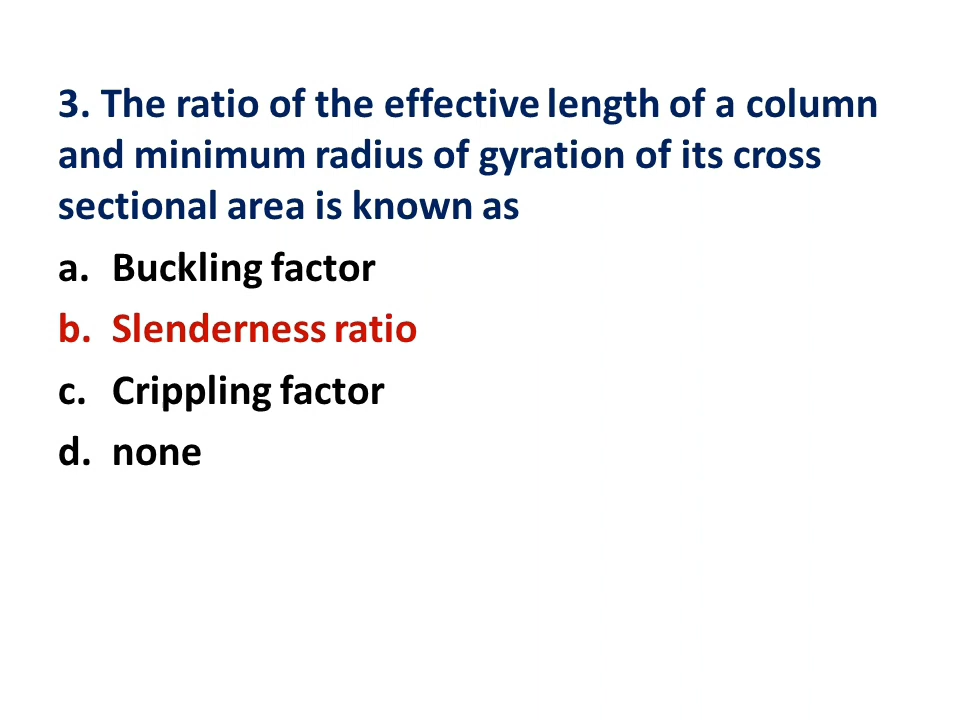 3. The ratio of the effective length of a column
and minimum radius of gyration of its cross
sectional area is known as
a. Buckling factor
b. Slenderness ratio
c. Crippling factor
d. none